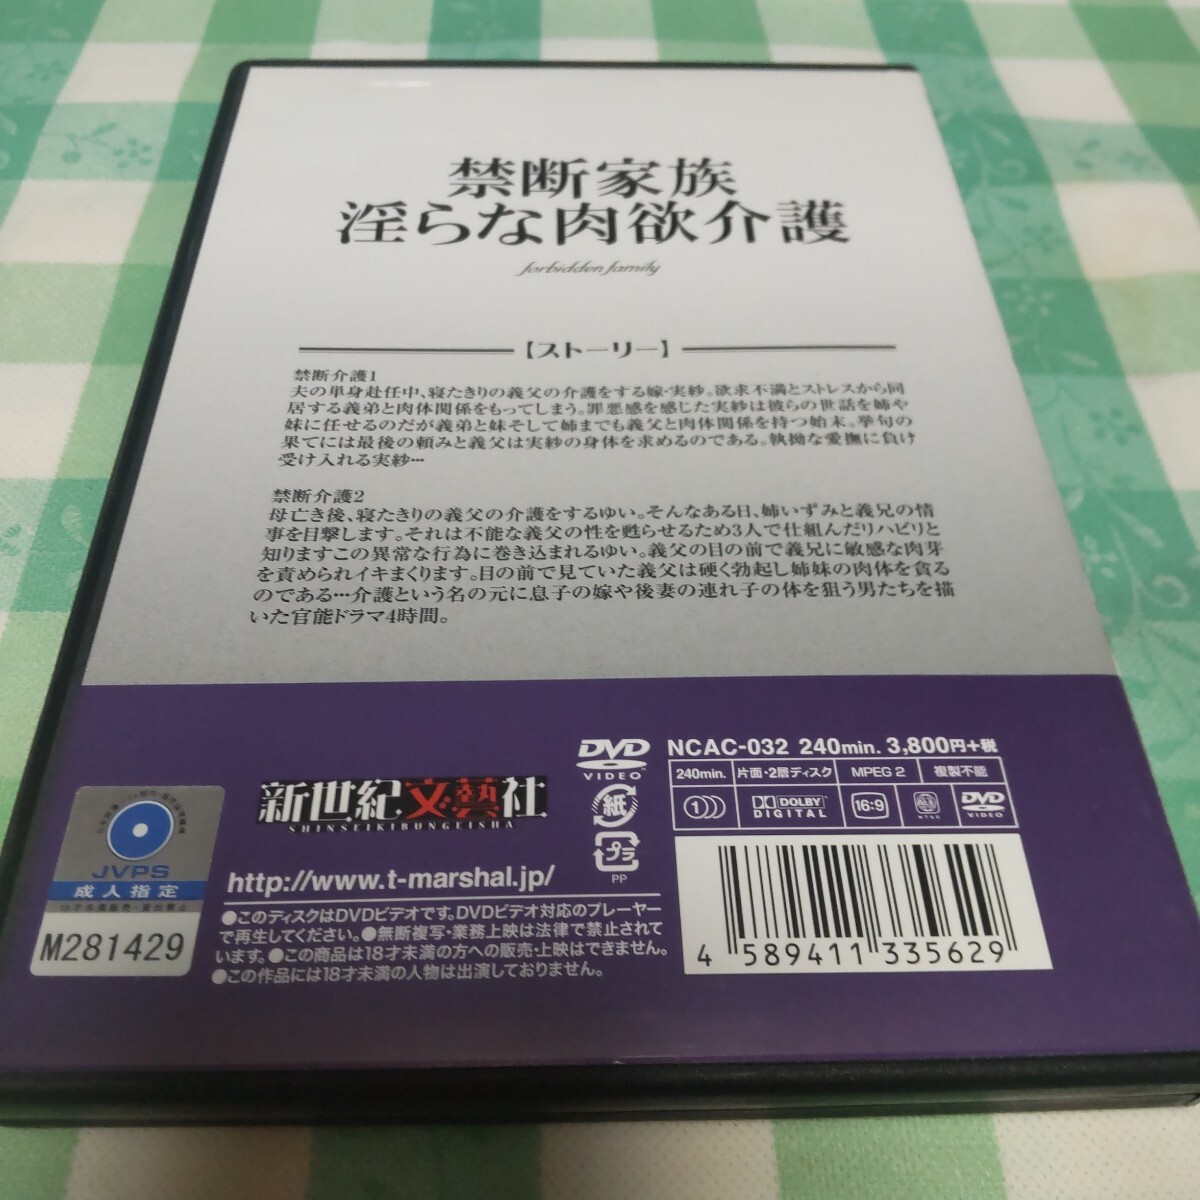 禁断家族
淫らな肉欲介護
forbidden family
【ストーリー】
禁断介護1
夫の単身赴任中、寝たきりの義父の介護をする嫁・実紗。欲求不満とストレスから同
居する義弟と肉体関係をもってしまう。罪悪感を感じた実紗は彼らの世話を姉や
妹に任せるのだが義弟と妹そして姉までも義父と肉体関係を持つ始末。挙句の
果てには最後の頼みと義父は実紗の身体を求めるのである。執拗な愛撫に負け
受け入れる実紗…
禁断介護2
母亡き後、寝たきりの義父の介護をするゆい。そんなある日、姉いずみと義兄の情
事を目撃します。それは不能な義父の性を甦らせるため3人で仕組んだリハビリと
知りますこの異常な行為に巻き込まれるゆい。義父の目の前で義兄に敏感な肉芽
を責められイキまくります。目の前で見ていた義父は硬く勃起し姉妹の肉体を貪る
のである…介護という名の元に息子の嫁や後妻の連れ子の体を狙う男たちを描
いた官能ドラマ4時間。
新世紀文藝社
SHINSEIKIBUNGEISHA
http://www.t-marshal.jp/
●このディスクはDVDビデオです。DVDビデオ対応のプレーヤー
で再生してください。●無断複写・業務上映は法律で禁止されて
います。●この商品は18才未満の方への販売・上映はできません。
●この作品には18才未満の人物は出演しておりません。
JVPS
成人指定
M281429
DVD
VIDEO
NCAC-032 240min. 3,800円+税
240min. 片面・2層ディスク MPEG 2 複製不能
1 DOLBY DIGITAL 16:9 ALL NTSC DVD VIDEO
紙
プラ
PP
4 589411 335629